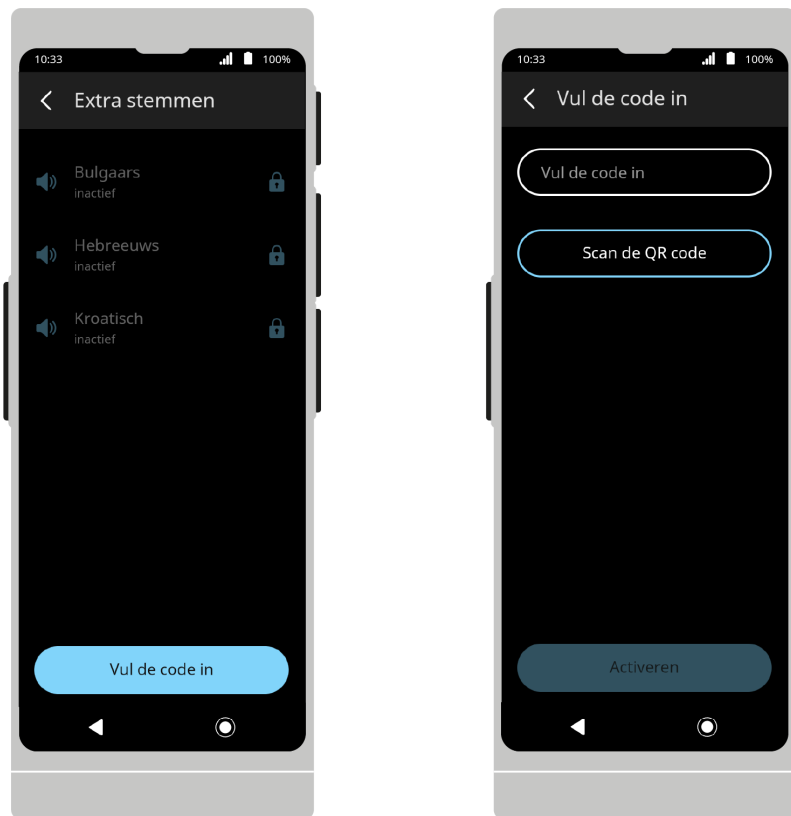 10:33
100%
Extra stemmen
Bulgaars
inactief
Hebreeuws
inactief
Kroatisch
inactief
Vul de code in
10:33
100%
Vul de code in
Vul de code in
Scan de QR code
Activeren